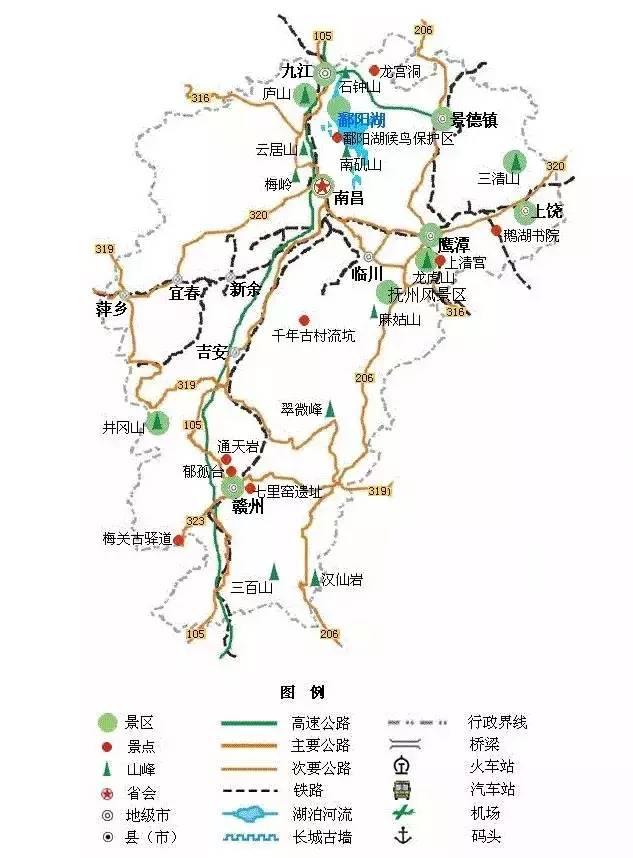 105
206
九江
龙宫洞
石钟山
庐山
316
鄱阳湖
景德镇
鄱阳湖候鸟保护区
云居山
南矶山
320
三清山
梅岭
南昌
上饶
320
鹅湖书院
鹰潭
319
上清宫
临川
龙虎山
宜春
新余
抚州风景区
萍乡
316
麻姑山
千年古村流坑
吉安
206
319
翠微峰
井冈山
105
通天岩
郁孤台
七里窑遗址
319
赣州
323
梅关古驿道
三百山
汉仙岩
105
206
图 例
景区
高速公路
行政界线
景点
主要公路
桥梁
山峰
次要公路
火车站
省会
铁路
汽车站
地级市
湖泊河流
机场
县（市）
长城古墙
码头